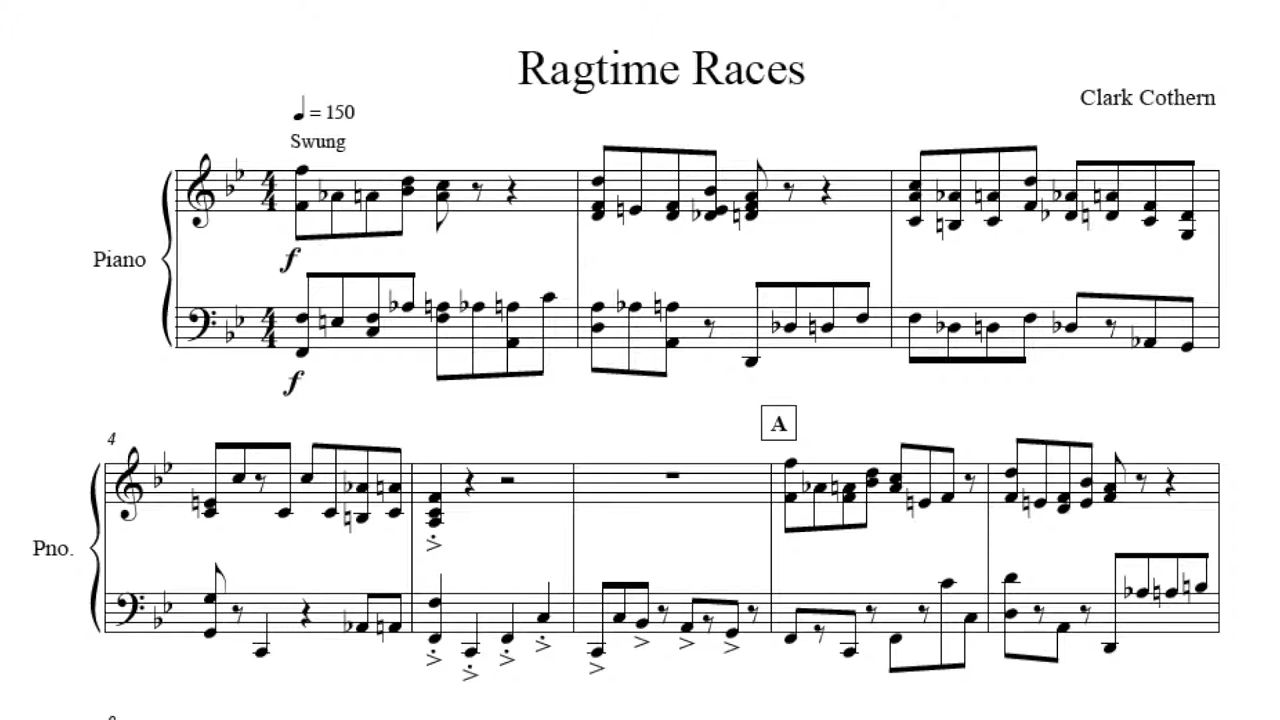 Ragtime Races
Clark Cothern
= 150
Swung
Piano
f
f
4
A
Pno.